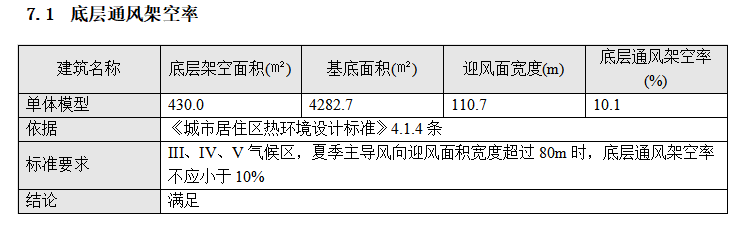 7.1 底层通风架空率
建筑名称 底层架空面积(㎡) 基底面积(㎡) 迎风面宽度(m) 底层通风架空率
(%)
单体模型 430.0 4282.7 110.7 10.1
依据 《城市居住区热环境设计标准》4.1.4 条
标准要求 III、IV、V 气候区，夏季主导风向迎风面积宽度超过 80m 时，底层通风架空率
不应小于 10%
结论 满足